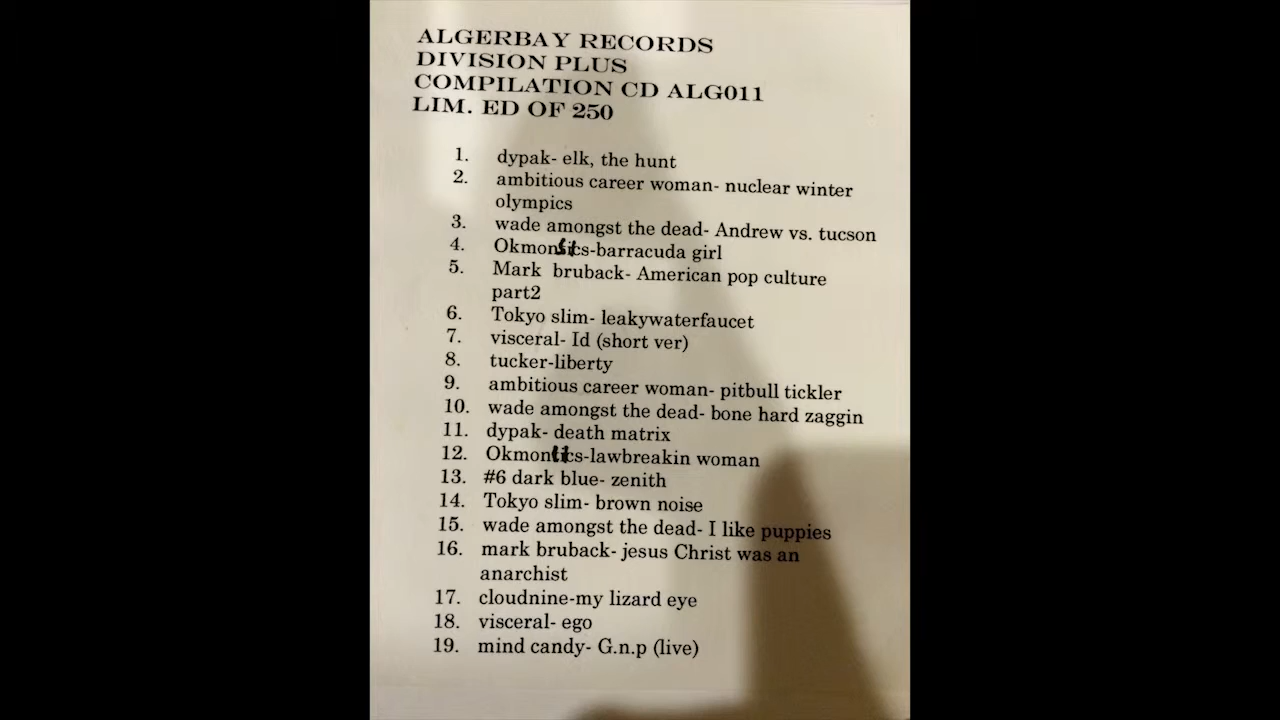 ALGERBAY RECORDS
DIVISION PLUS
COMPILATION CD ALG011
LIM. ED OF 250
1. dypak- elk, the hunt
2. ambitious career woman- nuclear winter
olympics
3. wade amongst the dead- Andrew vs. tucson
4. Okmonstics-barracuda girl
5. Mark bruback- American pop culture
part2
6. Tokyo slim- leakywaterfaucet
7. visceral- Id (short ver)
8. tucker-liberty
9. ambitious career woman- pitbull tickler
10. wade amongst the dead- bone hard zaggin
11. dypak- death matrix
12. -lawbreakin woman
13. #6 dark blue- zenith
14. Tokyo slim- brown noise
15. wade amongst the dead- I like puppies
16. mark bruback- jesus Christ was an
anarchist
17. cloudnine-my lizard eye
18. visceral- ego
19. mind candy- G.n.p (live)